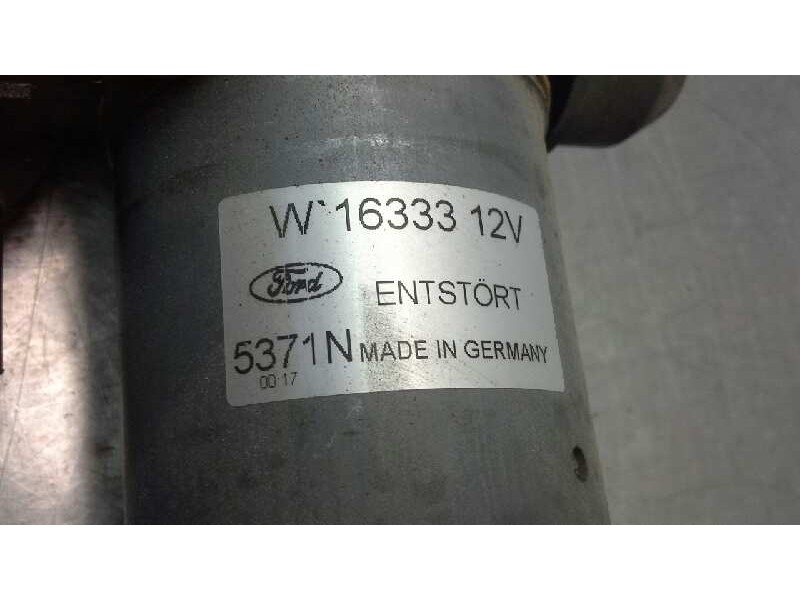 W`16333 12V
Ford ENTSTÖRT
5371N MADE IN GERMANY
00 17